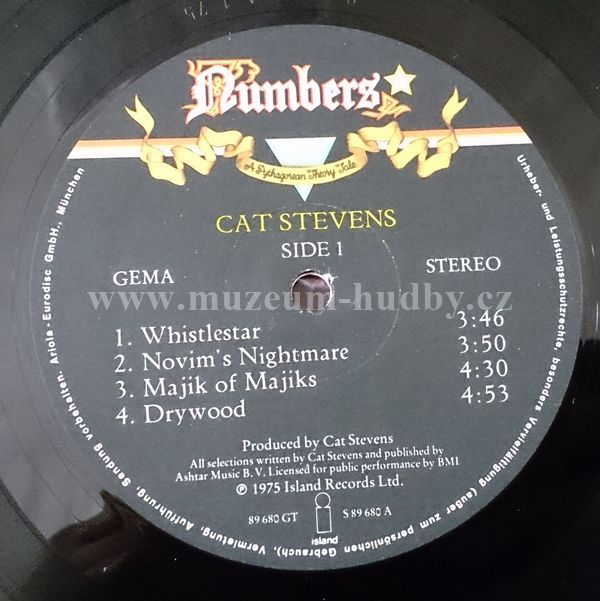 Numbers
A Pythagorean Theory Tale
CAT STEVENS
SIDE 1
GEMA
STEREO
www.muzeum-hudby.cz
1. Whistlestar 3:46
2. Novim's Nightmare 3:50
3. Majik of Majiks 4:30
4. Drywood 4:53
Produced by Cat Stevens
All selections written by Cat Stevens and published by
Ashtar Music B.V. Licensed for public performance by BMI
℗ 1975 Island Records Ltd.
89 680 GT
S 89 680 A
island
Urheber- und Leistungsschutzrechte, besonders Vervielfältigung (außer zum persönlichen Gebrauch), Vermietung, Aufführung, Sendung vorbehalten. Ariola-Eurodisc GmbH., München